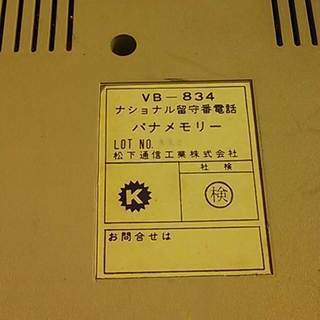 VB-834
ナショナル留守番電話
パナメモリー
LOT NO.
松下通信工業株式会社
社検
K
検
お問合せは